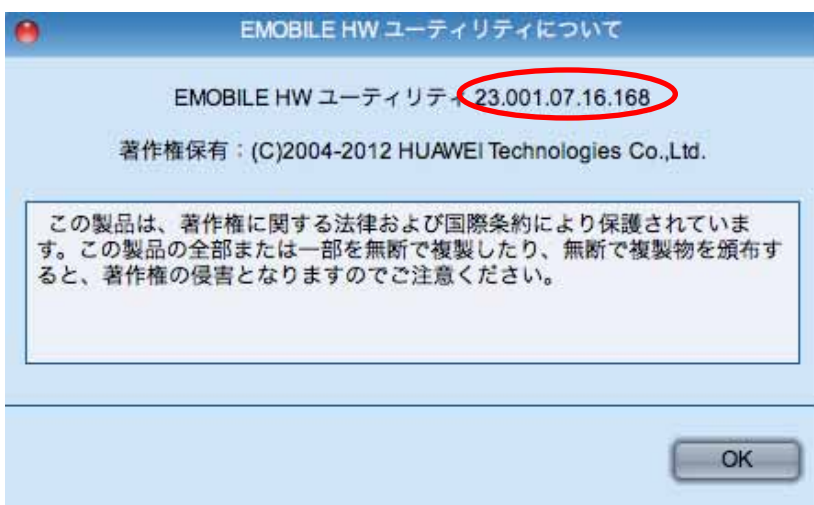 EMOBILE HW ユーティリティについて
EMOBILE HW ユーティリティ 23.001.07.16.168
著作権保有：(C)2004-2012 HUAWEI Technologies Co.,Ltd.
この製品は、著作権に関する法律および国際条約により保護されていま
す。この製品の全部または一部を無断で複製したり、無断で複製物を頒布す
ると、著作権の侵害となりますのでご注意ください。
OK